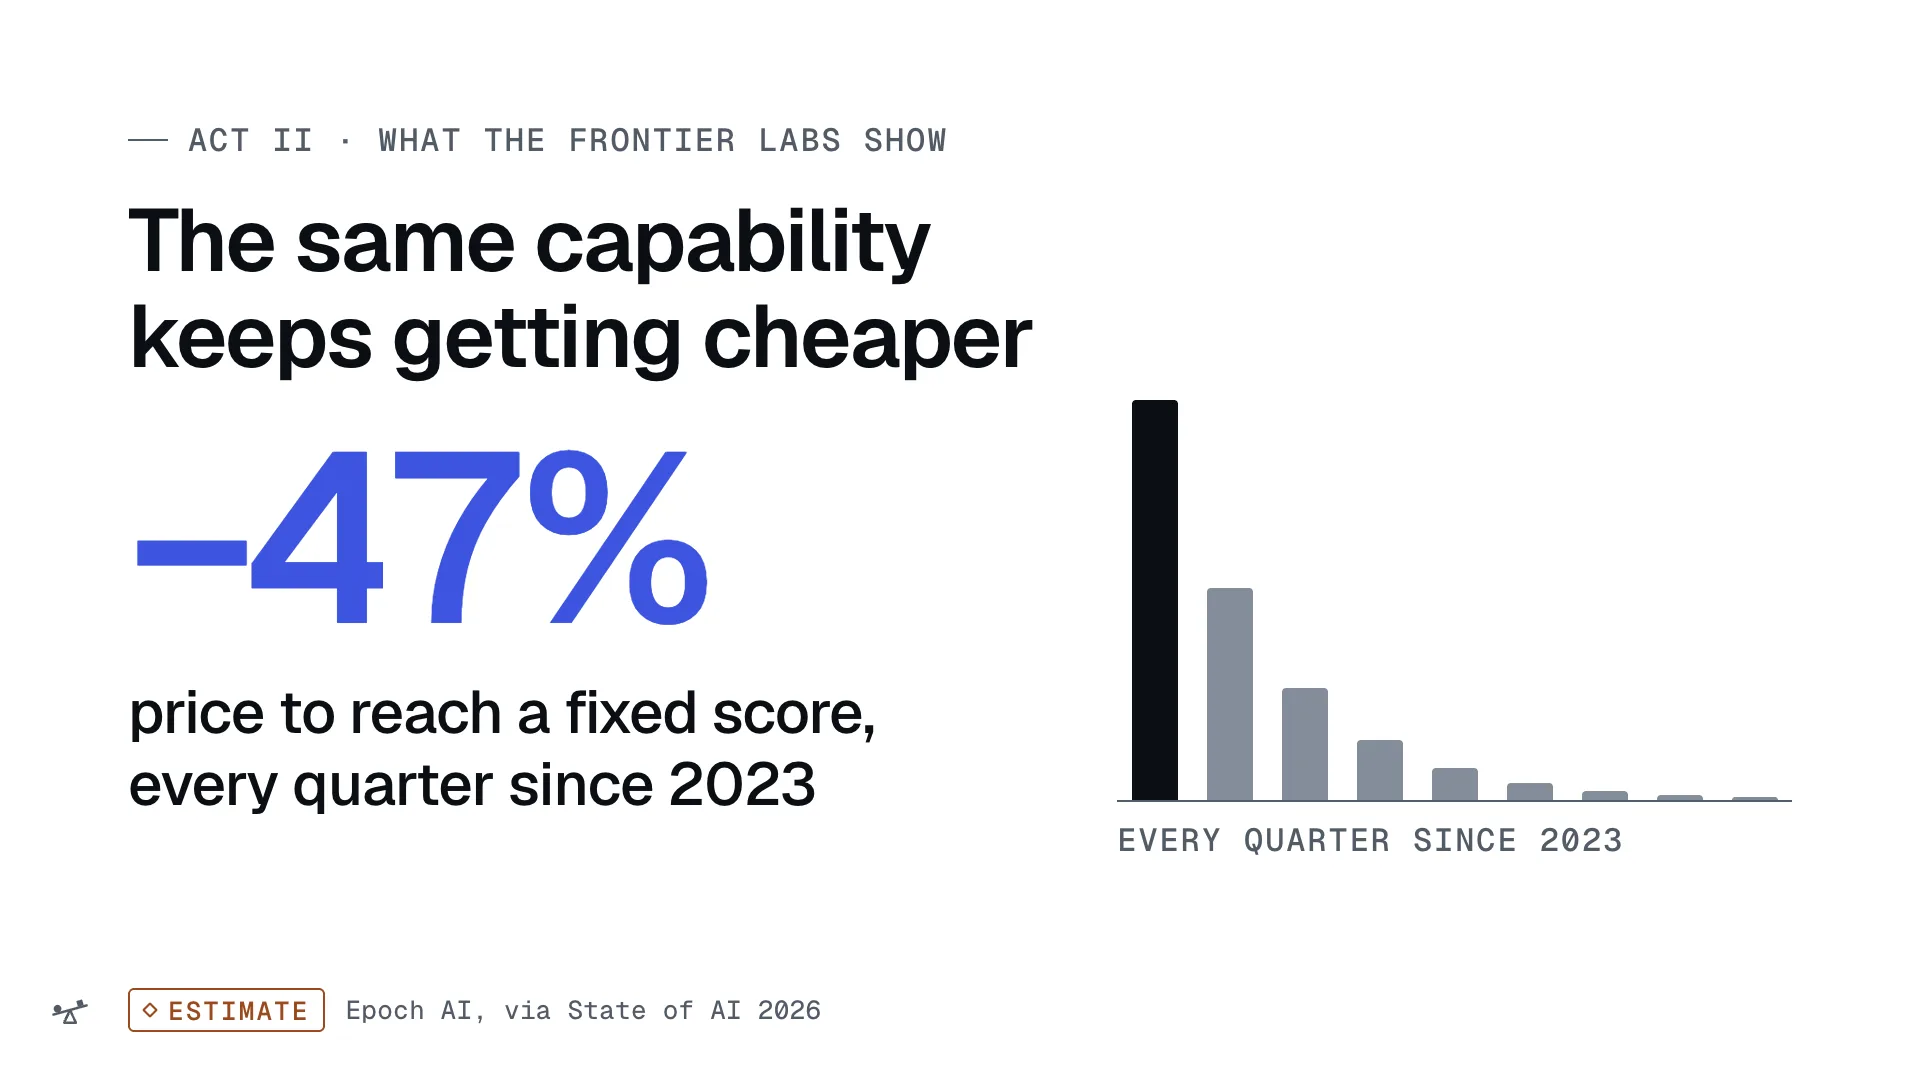 ACT II · WHAT THE FRONTIER LABS SHOW
The same capability
keeps getting cheaper
–47%
price to reach a fixed score,
every quarter since 2023
EVERY QUARTER SINCE 2023
ESTIMATE
Epoch AI, via State of AI 2026